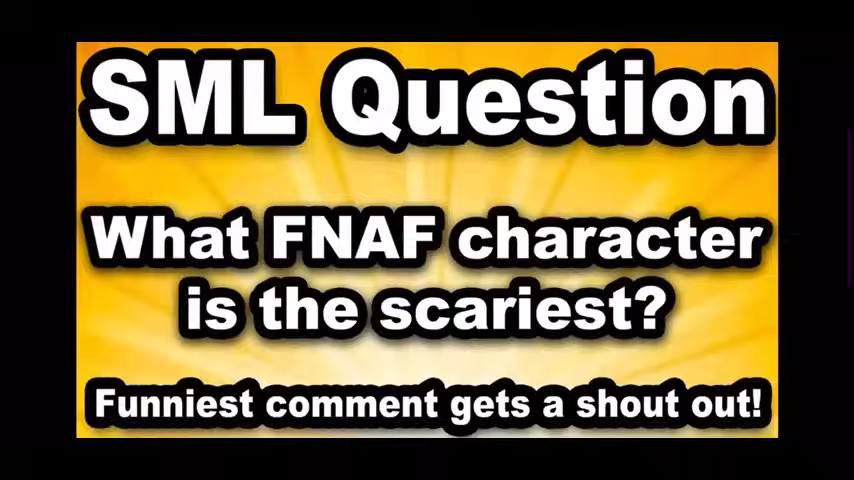 SML Question
What FNAF character
is the scariest?
Funniest comment gets a shout out!